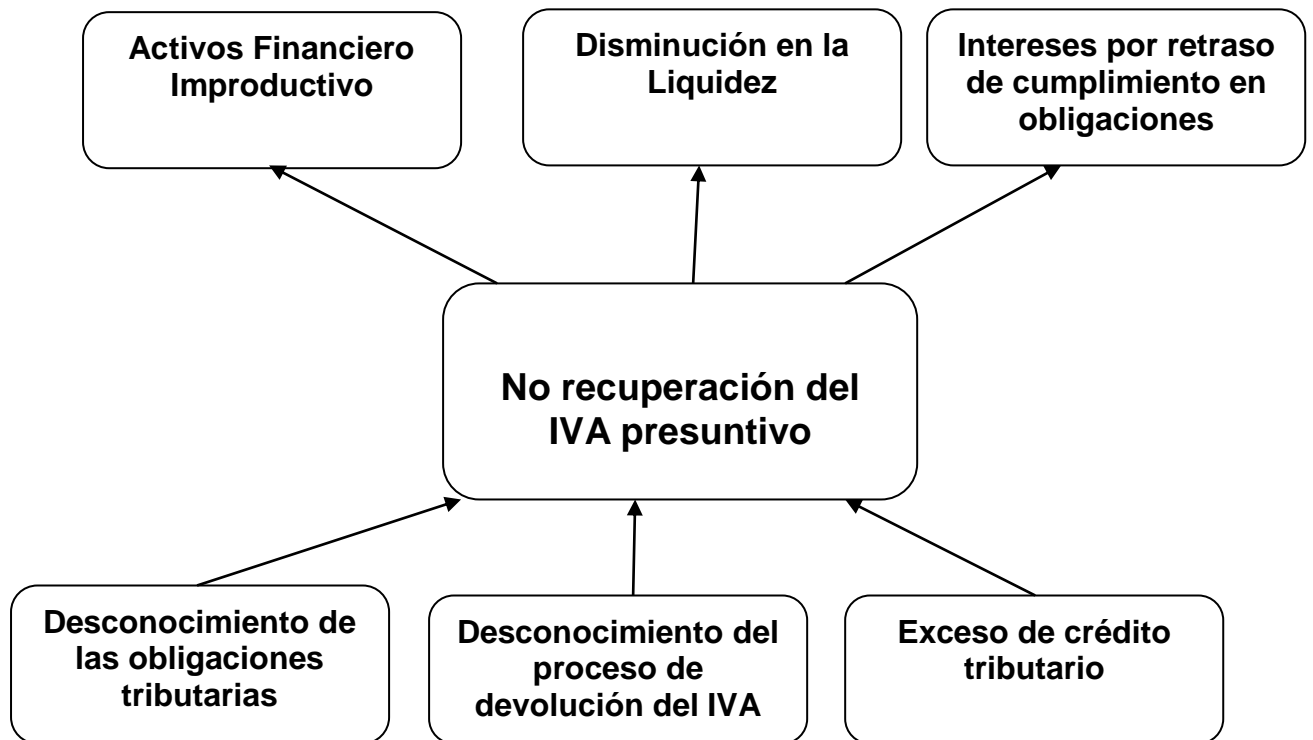 Activos Financiero
Improductivo
Disminución en la
Liquidez
Intereses por retraso
de cumplimiento en
obligaciones
No recuperación del
IVA presuntivo
Desconocimiento de
las obligaciones
tributarias
Desconocimiento del
proceso de
devolución del IVA
Exceso de crédito
tributario